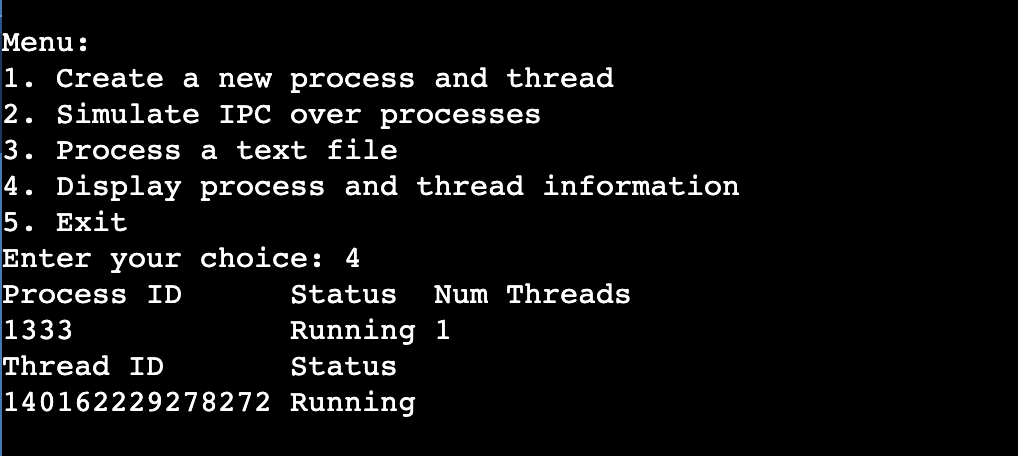 Menu:
1. Create a new process and thread
2. Simulate IPC over processes
3. Process a text file
4. Display process and thread information
5. Exit
Enter your choice: 4
Process ID      Status  Num Threads
1333            Running 1
Thread ID       Status
140162229278272 Running